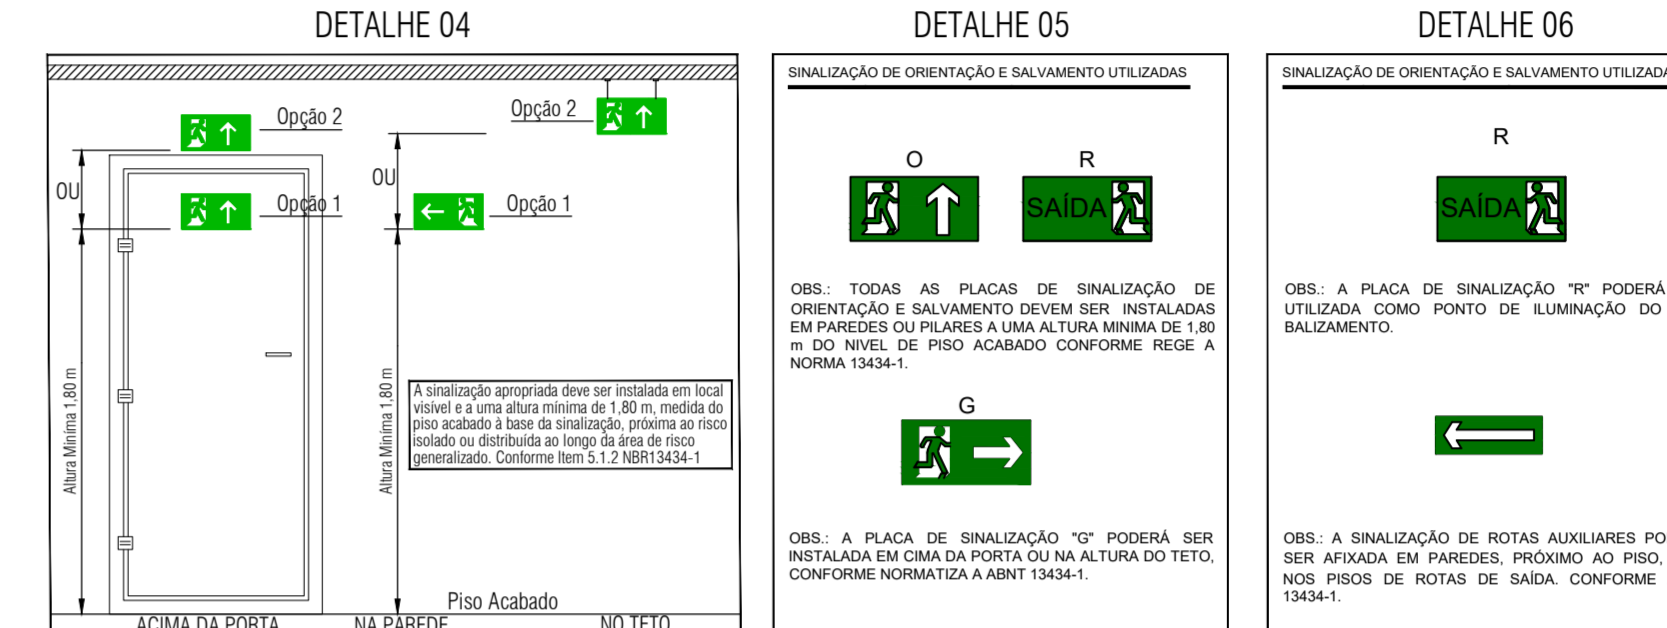 DETALHE 04
Opção 2
Opção 1
OU
Altura Miníma 1,80 m
Opção 2
OU
Opção 1
Altura Miníma 1,80 m
A sinalização apropriada deve ser instalada em local
visível e a uma altura mínima de 1,80 m, medida do
piso acabado à base da sinalização, próxima ao risco
isolado ou distribuída ao longo da área de risco
generalizado. Conforme Item 5.1.2 NBR13434-1
Piso Acabado
ACIMA DA PORTA
NA PAREDE
NO TETO
DETALHE 05
SINALIZAÇÃO DE ORIENTAÇÃO E SALVAMENTO UTILIZADAS
O
R
SAÍDA
OBS.: TODAS AS PLACAS DE SINALIZAÇÃO DE
ORIENTAÇÃO E SALVAMENTO DEVEM SER INSTALADAS
EM PAREDES OU PILARES A UMA ALTURA MINIMA DE 1,80
m DO NIVEL DE PISO ACABADO CONFORME REGE A
NORMA 13434-1.
G
OBS.: A PLACA DE SINALIZAÇÃO "G" PODERÁ SER
INSTALADA EM CIMA DA PORTA OU NA ALTURA DO TETO,
CONFORME NORMATIZA A ABNT 13434-1.
DETALHE 06
SINALIZAÇÃO DE ORIENTAÇÃO E SALVAMENTO UTILIZADA
R
SAÍDA
OBS.: A PLACA DE SINALIZAÇÃO "R" PODERÁ
UTILIZADA COMO PONTO DE ILUMINAÇÃO DO
BALIZAMENTO.
OBS.: A SINALIZAÇÃO DE ROTAS AUXILIARES PO
SER AFIXADA EM PAREDES, PRÓXIMO AO PISO,
NOS PISOS DE ROTAS DE SAÍDA. CONFORME
13434-1.